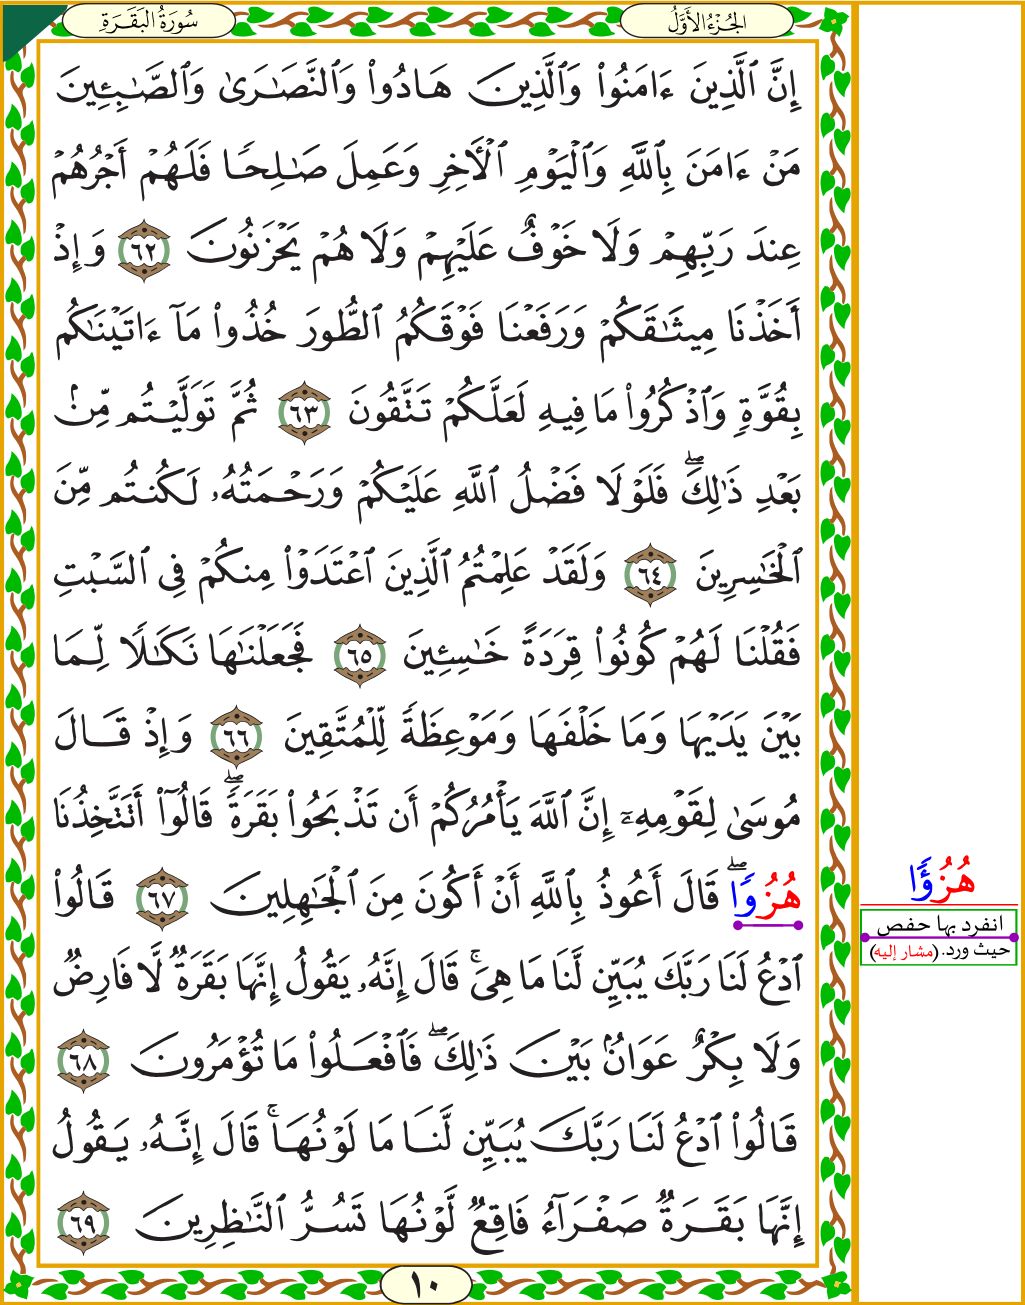 سُورَةُ البَقَرَةِ
الجُزْءُ الأَوَّلُ
إِنَّ ٱلَّذِينَ ءَامَنُوا۟ وَٱلَّذِينَ هَادُوا۟ وَٱلنَّصَـٰرَىٰ وَٱلصَّـٰبِـِٔينَ
مَنْ ءَامَنَ بِٱللَّهِ وَٱلْيَوْمِ ٱلْـَٔاخِرِ وَعَمِلَ صَـٰلِحًا فَلَهُمْ أَجْرُهُمْ
عِندَ رَبِّهِمْ وَلَا خَوْفٌ عَلَيْهِمْ وَلَا هُمْ يَحْزَنُونَ ٦٢ وَإِذْ
أَخَذْنَا مِيثَـٰقَكُمْ وَرَفَعْنَا فَوْقَكُمُ ٱلطُّورَ خُذُوا۟ مَآ ءَاتَيْنَـٰكُم
بِقُوَّةٍ وَٱذْكُرُوا۟ مَا فِيهِ لَعَلَّكُمْ تَتَّقُونَ ٦٣ ثُمَّ تَوَلَّيْتُم مِّنۢ
بَعْدِ ذَٰلِكَ ۖ فَلَوْلَا فَضْلُ ٱللَّهِ عَلَيْكُمْ وَرَحْمَتُهُۥ لَكُنتُم مِّنَ
ٱلْخَـٰسِرِينَ ٦٤ وَلَقَدْ عَلِمْتُمُ ٱلَّذِينَ ٱعْتَدَوْا۟ مِنكُمْ فِى ٱلسَّبْتِ
فَقُلْنَا لَهُمْ كُونُوا۟ قِرَدَةً خَـٰسِـِٔينَ ٦٥ فَجَعَلْنَـٰهَا نَكَـٰلًا لِّمَا
بَيْنَ يَدَيْهَا وَمَا خَلْفَهَا وَمَوْعِظَةً لِّلْمُتَّقِينَ ٦٦ وَإِذْ قَالَ
مُوسَىٰ لِقَوْمِهِۦٓ إِنَّ ٱللَّهَ يَأْمُرُكُمْ أَن تَذْبَحُوا۟ بَقَرَةً ۖ قَالُوٓا۟ أَتَتَّخِذُنَا
هُزُوًا ۖ قَالَ أَعُوذُ بِٱللَّهِ أَنْ أَكُونَ مِنَ ٱلْجَـٰهِلِينَ ٦٧ قَالُوا۟
ٱدْعُ لَنَا رَبَّكَ يُبَيِّن لَّنَا مَا هِىَ ۚ قَالَ إِنَّهُۥ يَقُولُ إِنَّهَا بَقَرَةٌ لَّا فَارِضٌ
وَلَا بِكْرٌ عَوَانٌۢ بَيْنَ ذَٰلِكَ ۖ فَٱفْعَلُوا۟ مَا تُؤْمَرُونَ ٦٨
قَالُوا۟ ٱدْعُ لَنَا رَبَّكَ يُبَيِّن لَّنَا مَا لَوْنُهَا ۚ قَالَ إِنَّهُۥ يَقُولُ
إِنَّهَا بَقَرَةٌ صَفْرَآءُ فَاقِعٌ لَّوْنُهَا تَسُرُّ ٱلنَّـٰظِرِينَ ٦٩
١٠
هُزُؤًا
انفرد بها حفص
حيث ورد. (مشار إليه)